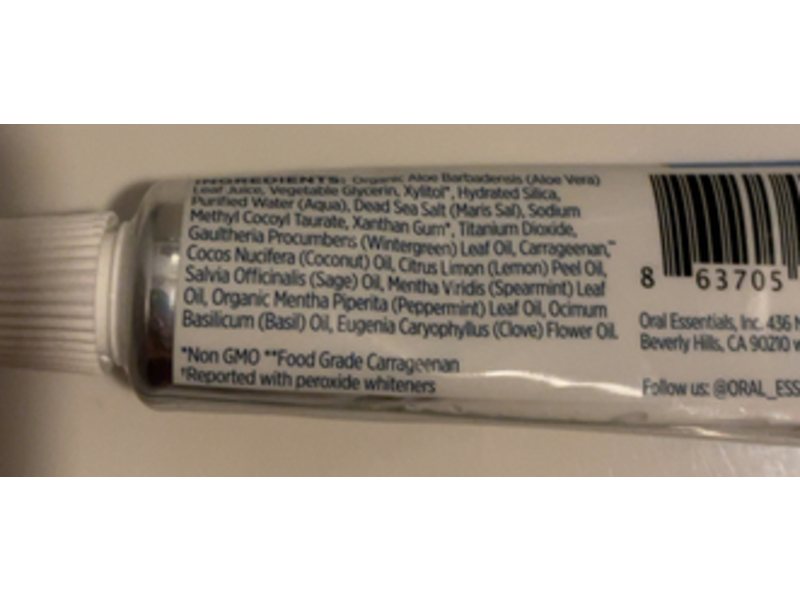 INGREDIENTS: Organic Aloe Barbadensis (Aloe Vera)
Leaf Juice, Vegetable Glycerin, Xylitol*, Hydrated Silica,
Purified Water (Aqua), Dead Sea Salt (Maris Sal), Sodium
Methyl Cocoyl Taurate, Xanthan Gum*, Titanium Dioxide,
Gaultheria Procumbens (Wintergreen) Leaf Oil, Carrageenan,**
Cocos Nucifera (Coconut) Oil, Citrus Limon (Lemon) Peel Oil,
Salvia Officinalis (Sage) Oil, Mentha Viridis (Spearmint) Leaf
Oil, Organic Mentha Piperita (Peppermint) Leaf Oil, Ocimum
Basilicum (Basil) Oil, Eugenia Caryophyllus (Clove) Flower Oil.
*Non GMO **Food Grade Carrageenan
†Reported with peroxide whiteners
8 63705
Oral Essentials, Inc. 436 N
Beverly Hills, CA 90210 w
Follow us: @ORAL_ESS